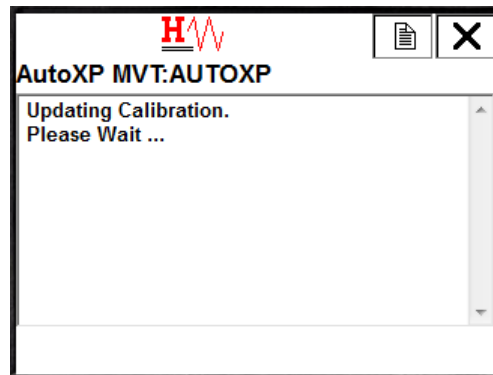 H
AutoXP MVT:AUTOXP
Updating Calibration.
Please Wait ...